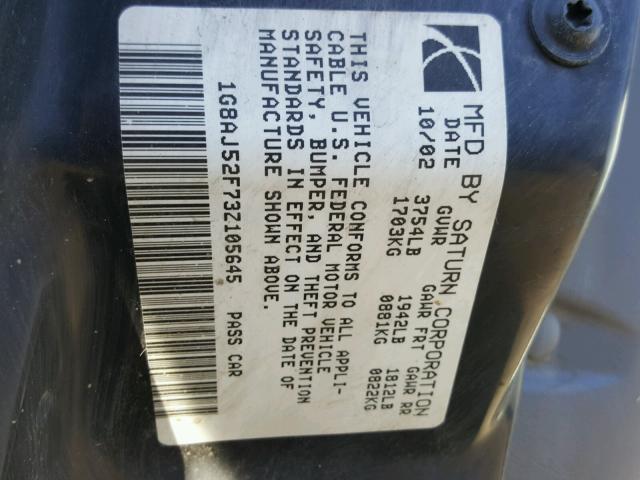 MFD BY SATURN CORPORATION
DATE GVWR GAWR FRT GAWR RR
10/02 3754LB 1942LB 1812LB
1703KG 0881KG 0822KG
THIS VEHICLE CONFORMS TO ALL APPLI-
CABLE U.S. FEDERAL MOTOR VEHICLE
SAFETY, BUMPER, AND THEFT PREVENTION
STANDARDS IN EFFECT ON THE DATE OF
MANUFACTURE SHOWN ABOVE.
1G8AJ52F73Z105645 PASS CAR